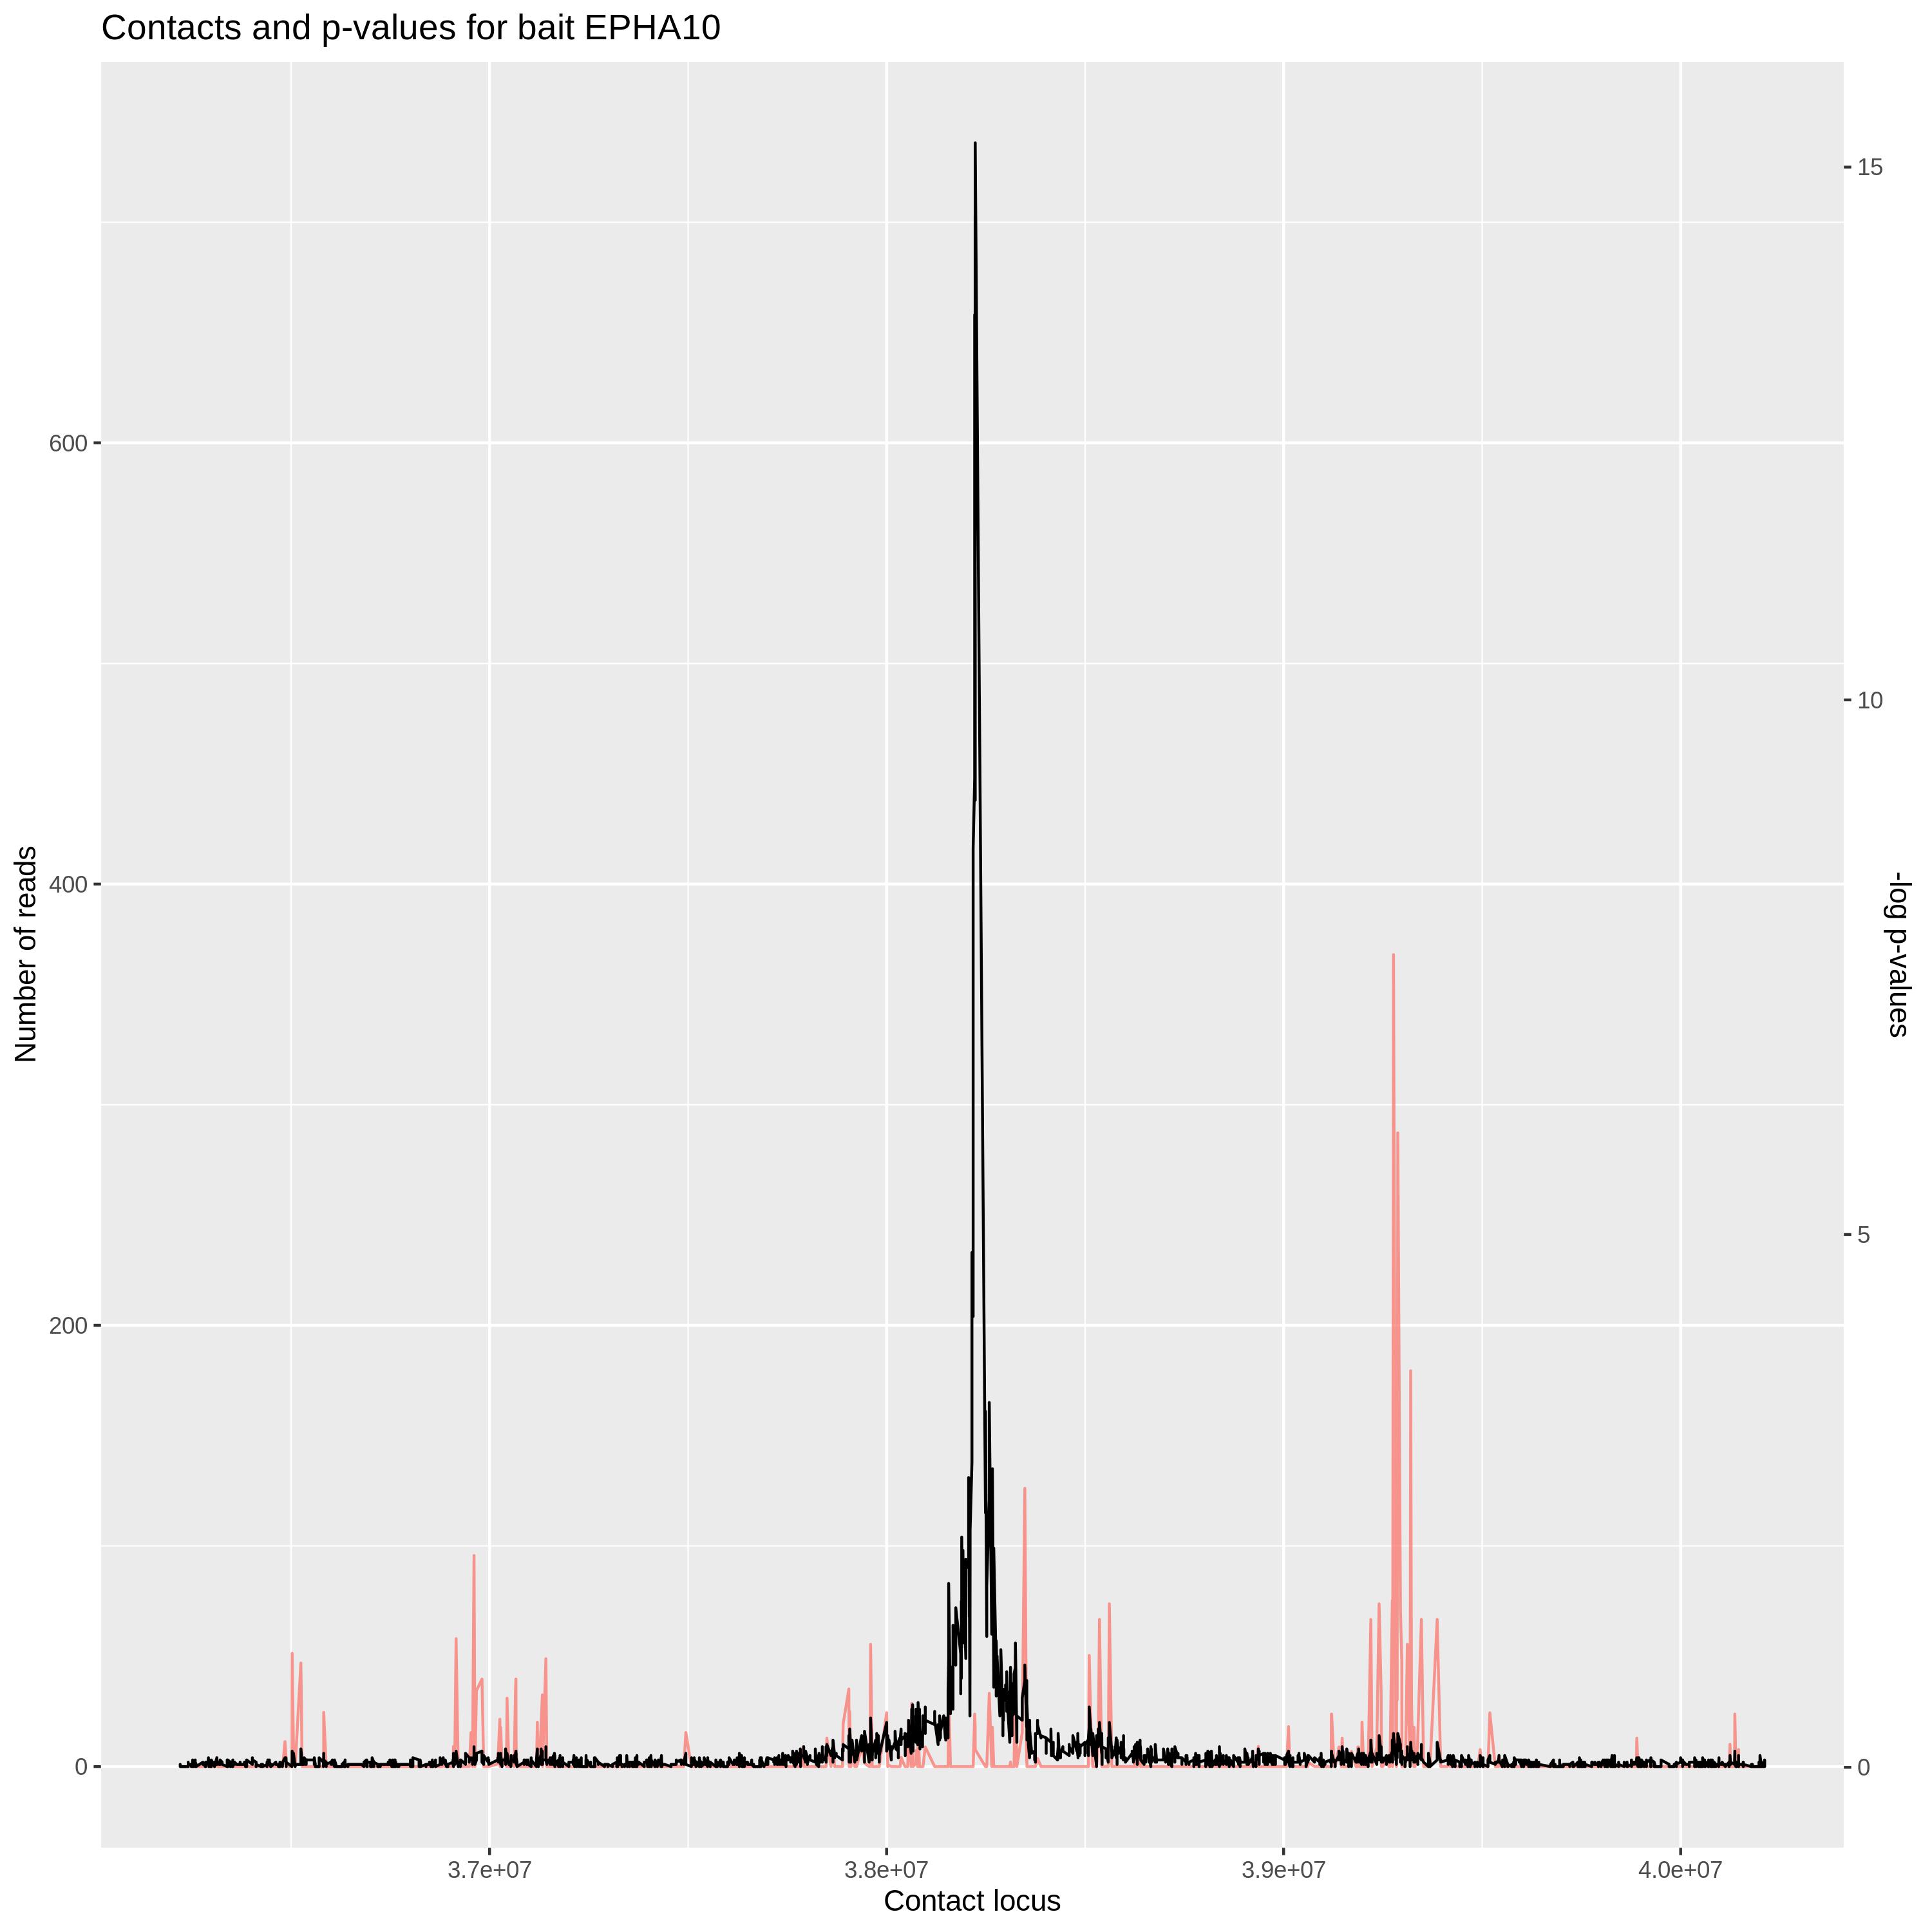 Contacts and p-values for bait EPHA10
Number of reads
600
400
200
0
15
10
5
0
-log p-values
3.7e+07
3.8e+07
3.9e+07
4.0e+07
Contact locus